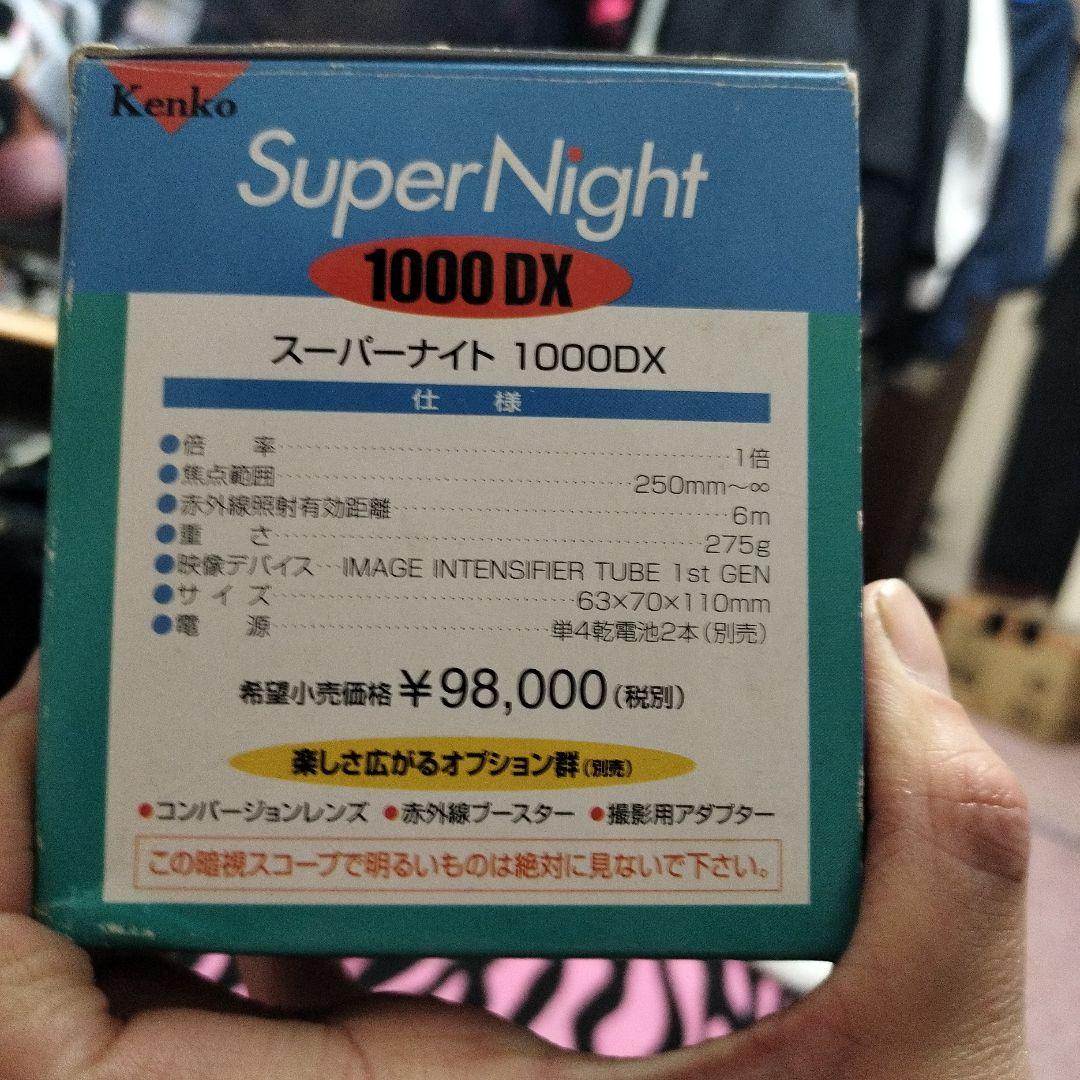 Kenko
SuperNight
1000 DX
スーパーナイト 1000DX
仕 様
●倍 率 1倍
●焦点範囲 250mm～∞
●赤外線照射有効距離 6m
●重 さ 275g
●映像デバイス IMAGE INTENSIFIER TUBE 1st GEN
●サイズ 63×70×110mm
●電 源 単4乾電池2本(別売)
希望小売価格￥98,000(税別)
楽しさ広がるオプション群(別売)
●コンバージョンレンズ ●赤外線ブースター ●撮影用アダプター
この暗視スコープで明るいものは絶対に見ないで下さい。